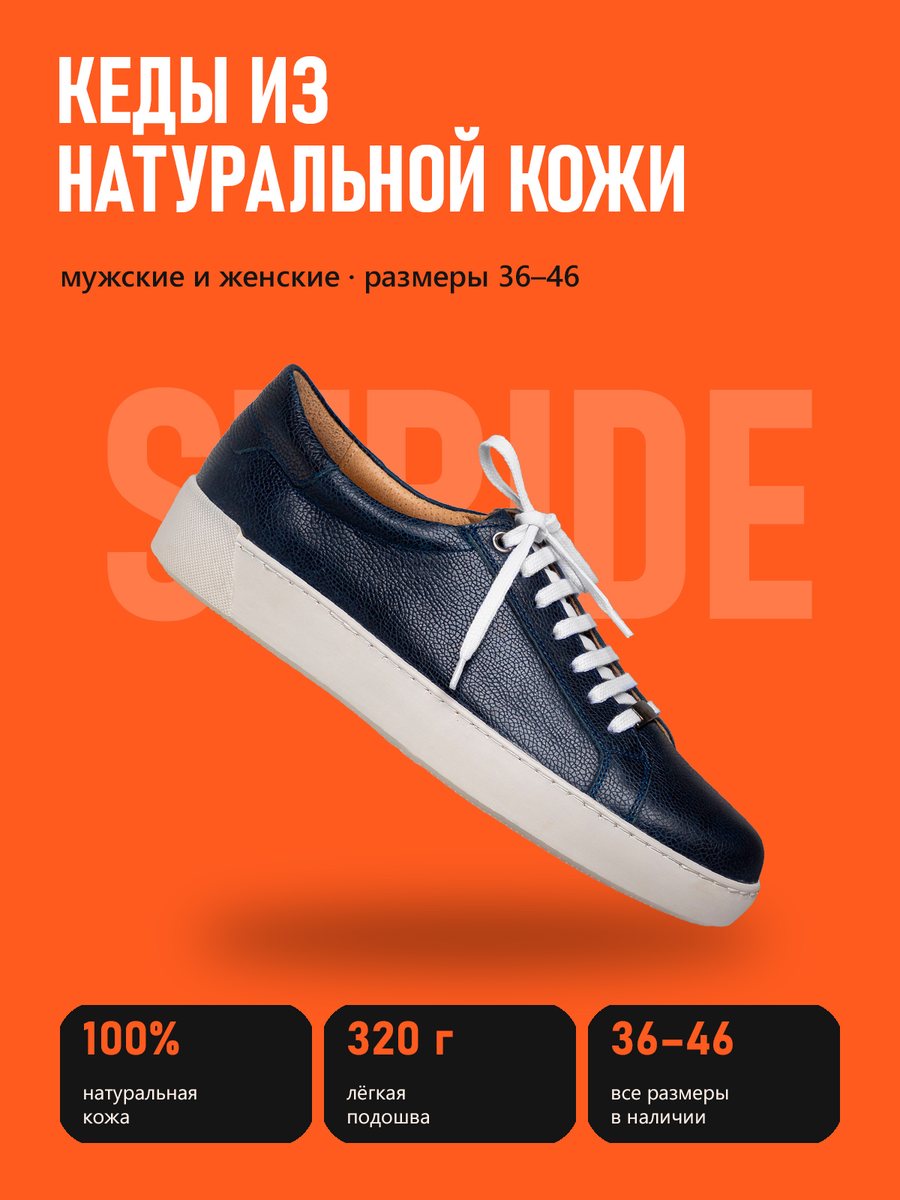 КЕДЫ ИЗ
НАТУРАЛЬНОЙ КОЖИ
мужские и женские · размеры 36–46
100%
натуральная
кожа
320 г
лёгкая
подошва
36–46
все размеры
в наличии